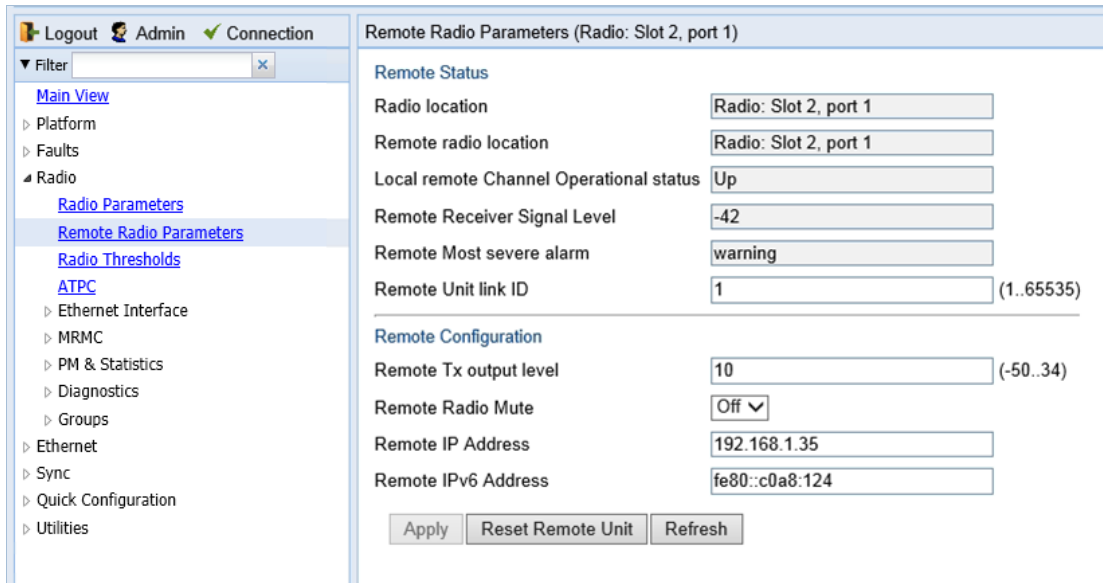 Logout Admin Connection
Filter
Main View
Platform
Faults
Radio
Radio Parameters
Remote Radio Parameters
Radio Thresholds
ATPC
Ethernet Interface
MRMC
PM & Statistics
Diagnostics
Groups
Ethernet
Sync
Quick Configuration
Utilities
Remote Radio Parameters (Radio: Slot 2, port 1)
Remote Status
Radio location Radio: Slot 2, port 1
Remote radio location Radio: Slot 2, port 1
Local remote Channel Operational status Up
Remote Receiver Signal Level -42
Remote Most severe alarm warning
Remote Unit link ID 1 (1..65535)
Remote Configuration
Remote Tx output level 10 (-50..34)
Remote Radio Mute Off
Remote IP Address 192.168.1.35
Remote IPv6 Address fe80::c0a8:124
Apply Reset Remote Unit Refresh